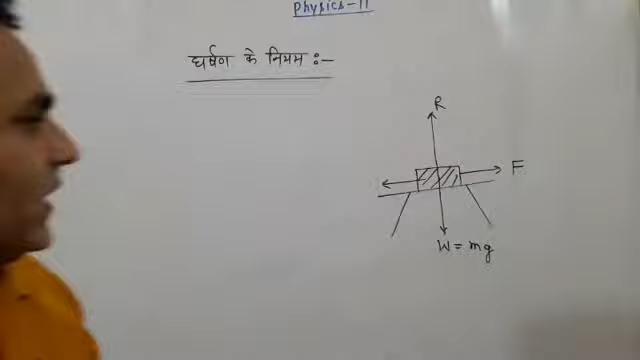 Physics-11
घर्षण के नियम :-
R
F
W = mg